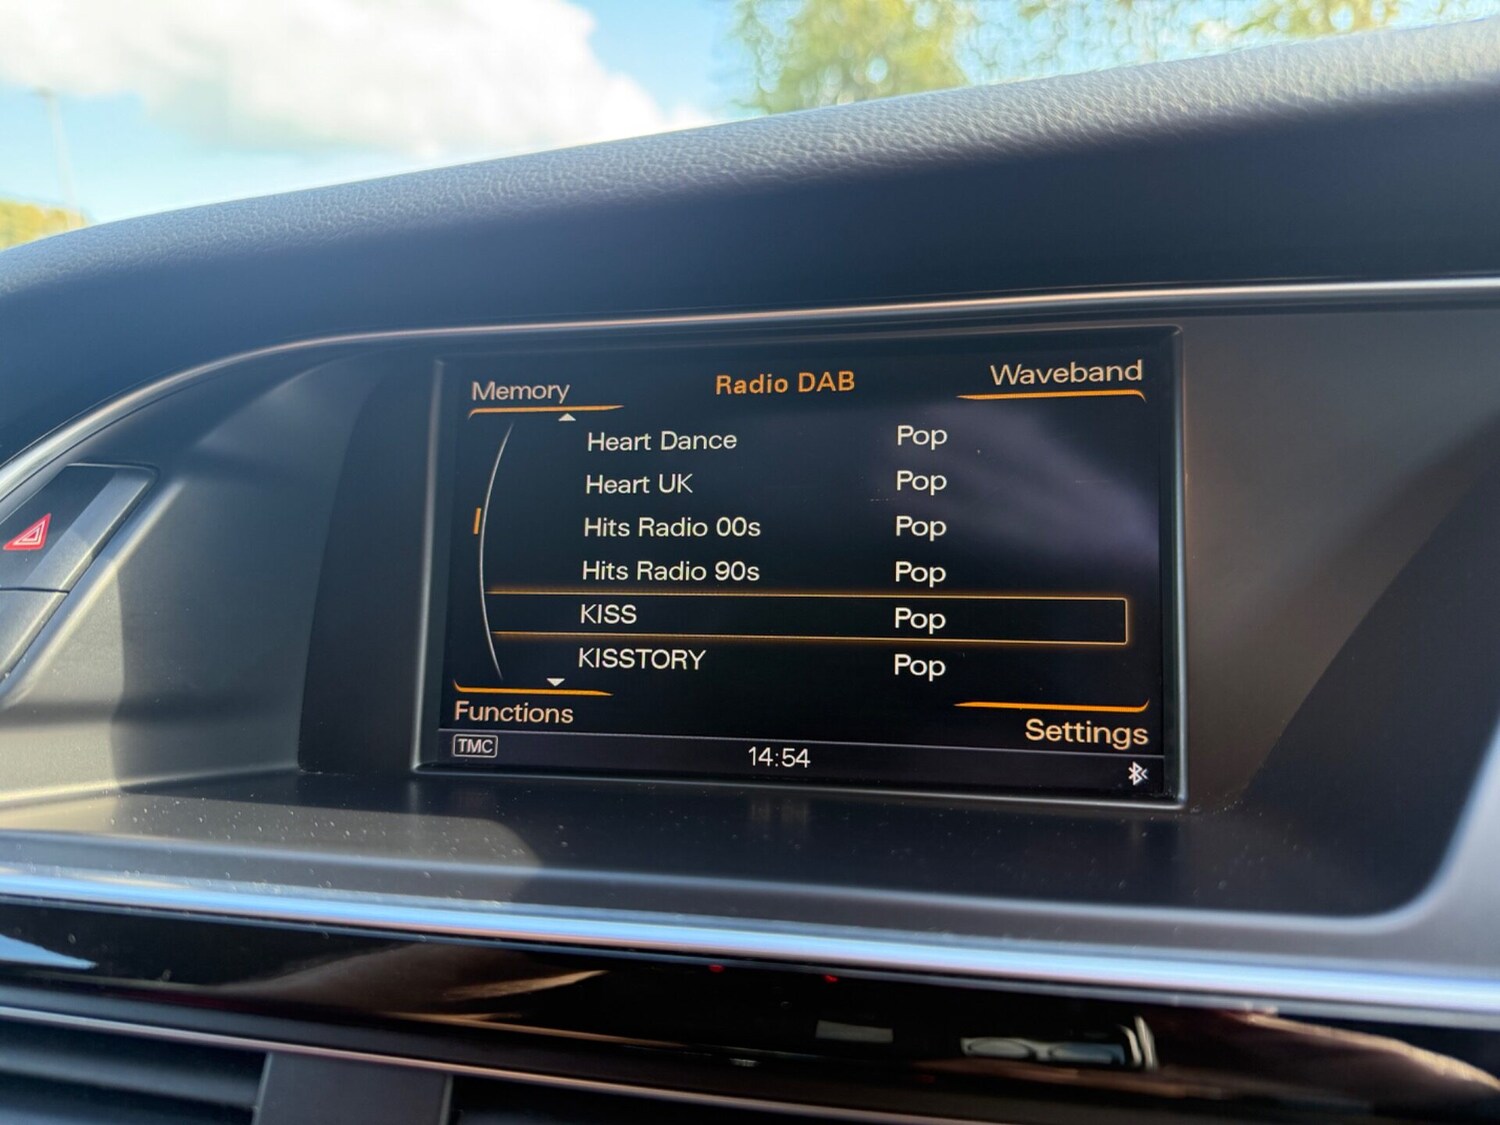 Memory Radio DAB Waveband
Heart Dance Pop
Heart UK Pop
Hits Radio 00s Pop
Hits Radio 90s Pop
KISS Pop
KISSTORY Pop
Functions Settings
TMC 14:54